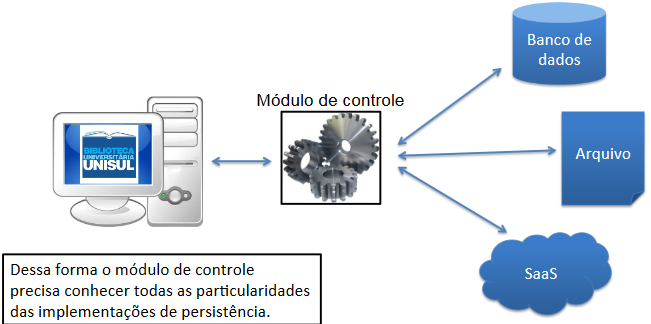 Banco de
dados
Módulo de controle
BIBLIOTECA
UNIVERSITÁRIA
UNISUL
Arquivo
SaaS
Dessa forma o módulo de controle
precisa conhecer todas as particularidades
das implementações de persistência.